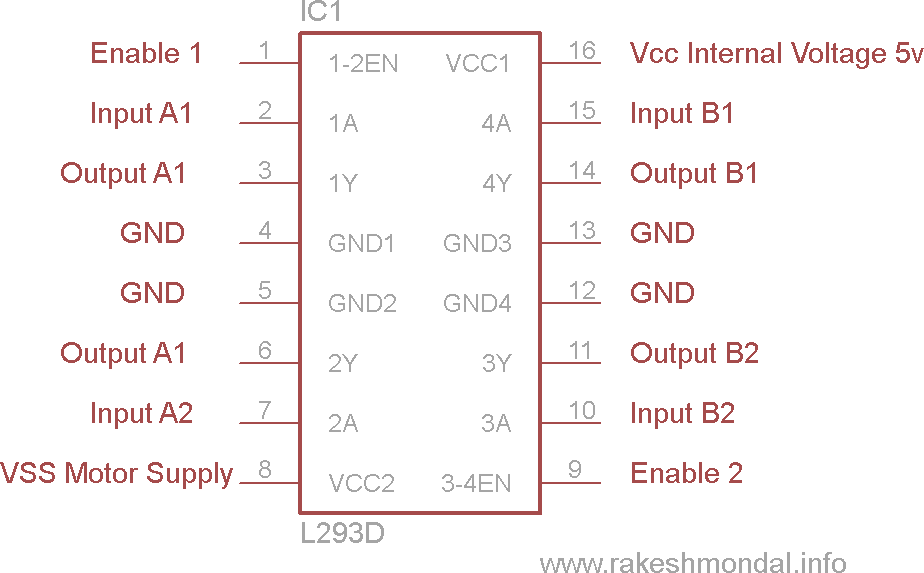 IC1
Enable 1 1 1-2EN VCC1 16 Vcc Internal Voltage 5v
Input A1 2 1A 4A 15 Input B1
Output A1 3 1Y 4Y 14 Output B1
GND 4 GND1 GND3 13 GND
GND 5 GND2 GND4 12 GND
Output A1 6 2Y 3Y 11 Output B2
Input A2 7 2A 3A 10 Input B2
VSS Motor Supply 8 VCC2 3-4EN 9 Enable 2
L293D
www.rakeshmondal.info